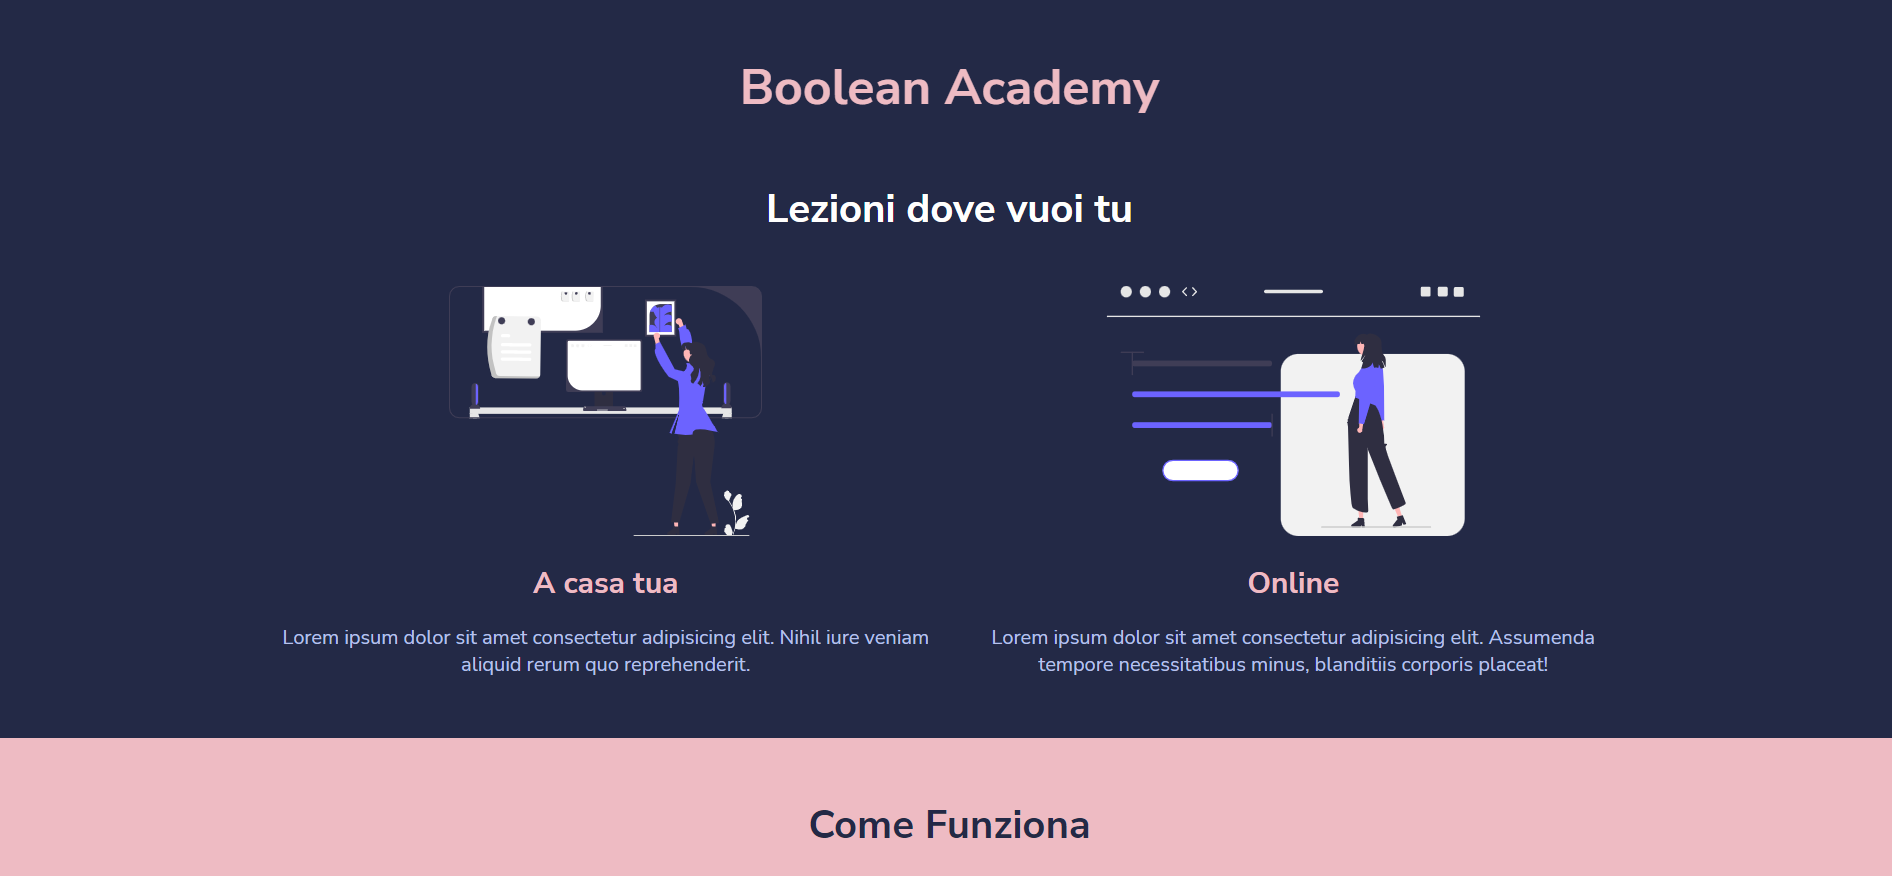 Boolean Academy
Lezioni dove vuoi tu
A casa tua
Lorem ipsum dolor sit amet consectetur adipisicing elit. Nihil iure veniam
aliquid rerum quo reprehenderit.
Online
Lorem ipsum dolor sit amet consectetur adipisicing elit. Assumenda
tempore necessitatibus minus, blanditiis corporis placeat!
Come Funziona